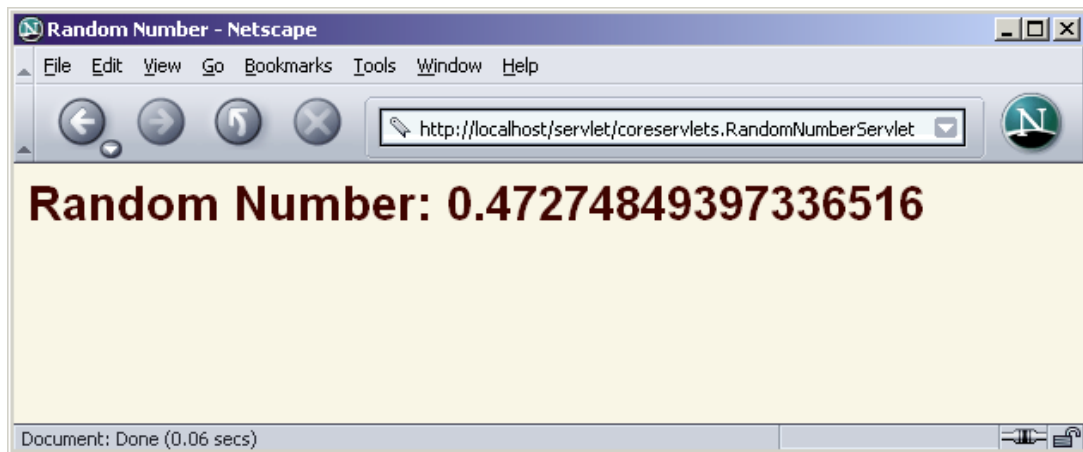 Random Number - Netscape
File Edit View Go Bookmarks Tools Window Help
http://localhost/servlet/coreservlets.RandomNumberServlet
N
Random Number: 0.47274849397336516
Document: Done (0.06 secs)